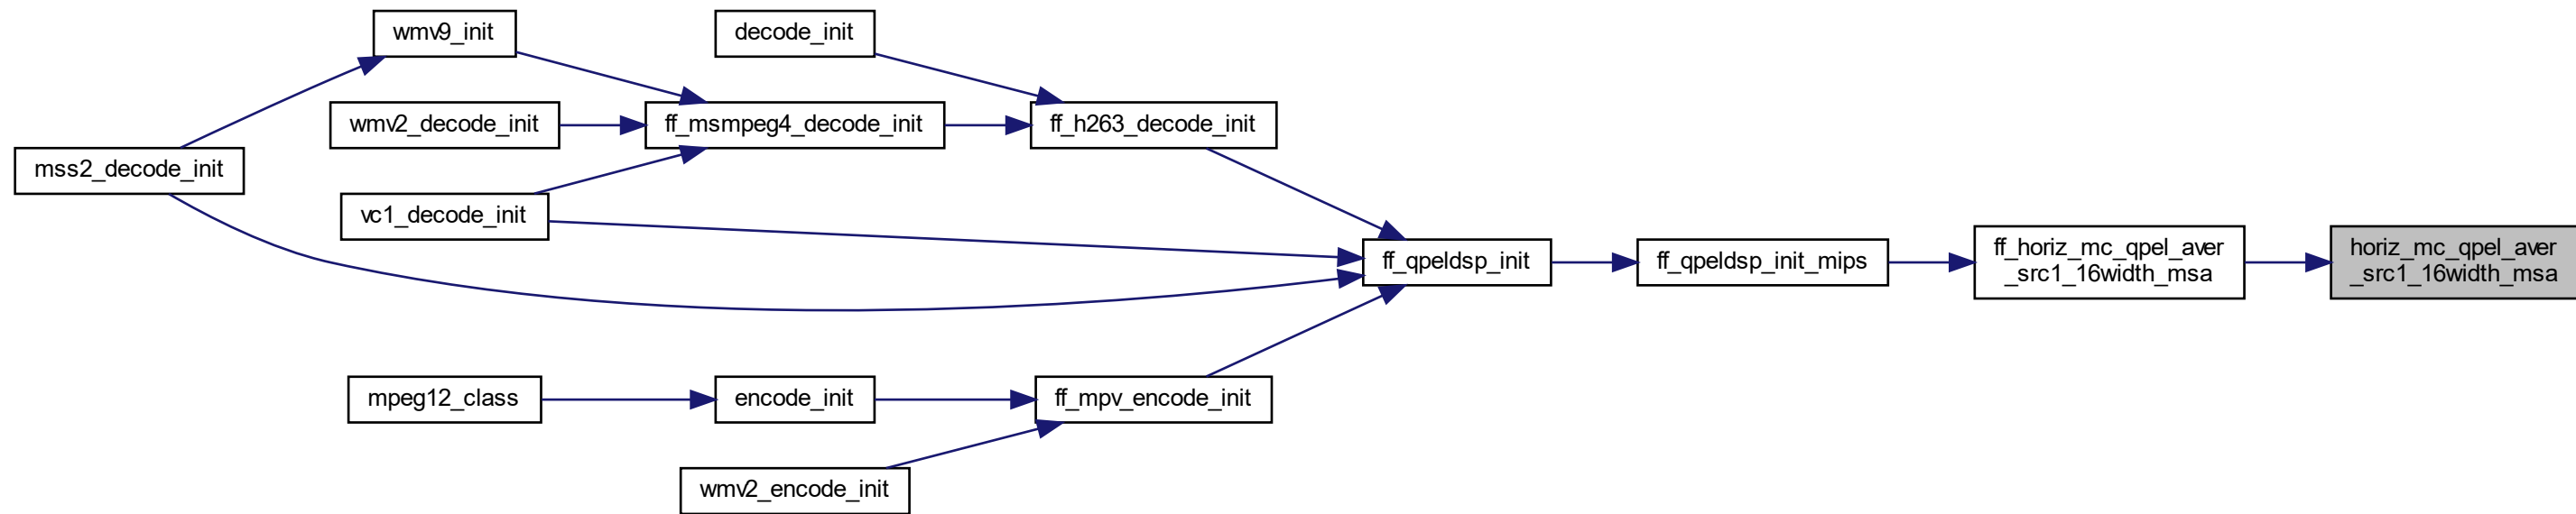 wmv9_init
decode_init
wmv2_decode_init
ff_msmpeg4_decode_init
ff_h263_decode_init
mss2_decode_init
vc1_decode_init
ff_qpeldsp_init
ff_qpeldsp_init_mips
ff_horiz_mc_qpel_aver
_src1_16width_msa
horiz_mc_qpel_aver
_src1_16width_msa
mpeg12_class
encode_init
ff_mpv_encode_init
wmv2_encode_init